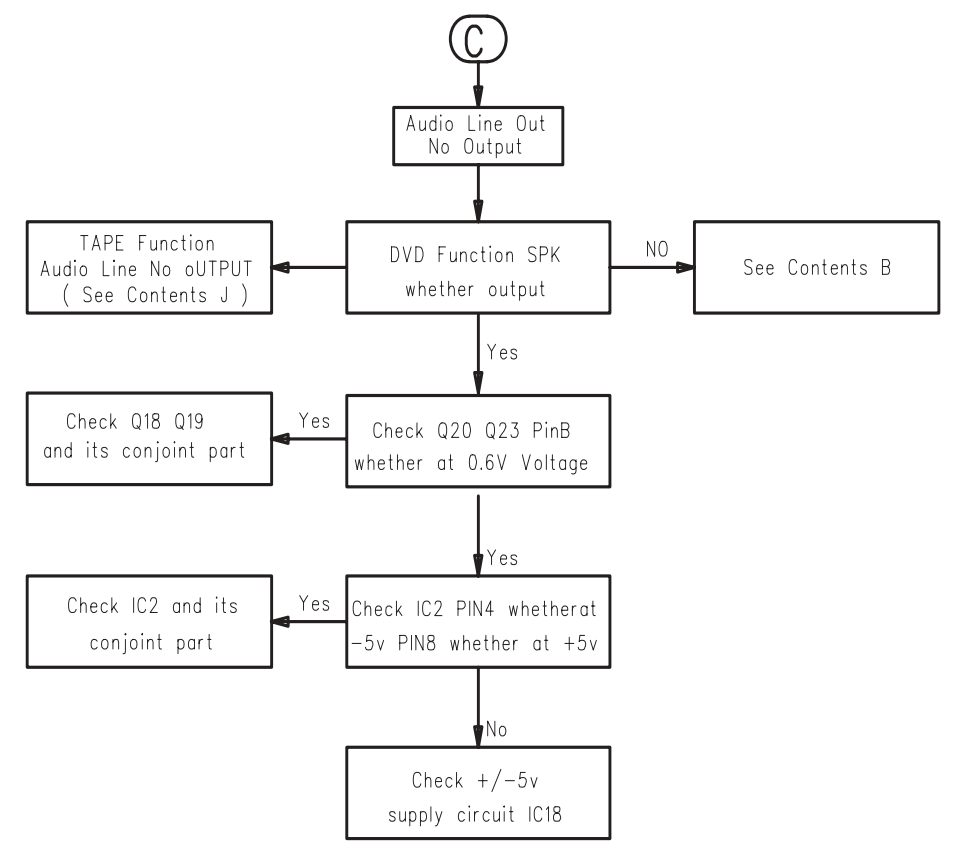 C
Audio Line Out
No Output
TAPE Function
Audio Line No oUTPUT
( See Contents J )
DVD Function SPK
whether output
NO
See Contents B
Yes
Check Q18 Q19
and its conjoint part
Yes
Check Q20 Q23 PinB
whether at 0.6V Voltage
Yes
Check IC2 and its
conjoint part
Yes
Check IC2 PIN4 whetherat
-5v PIN8 whether at +5v
No
Check +/-5v
supply circuit IC18